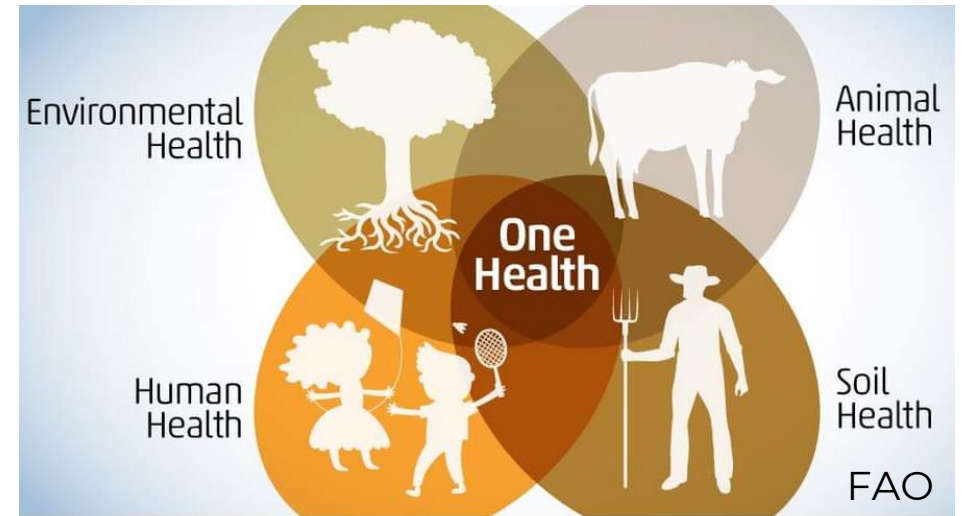 Environmental
Health
Animal
Health
One
Health
Human
Health
Soil
Health
FAO